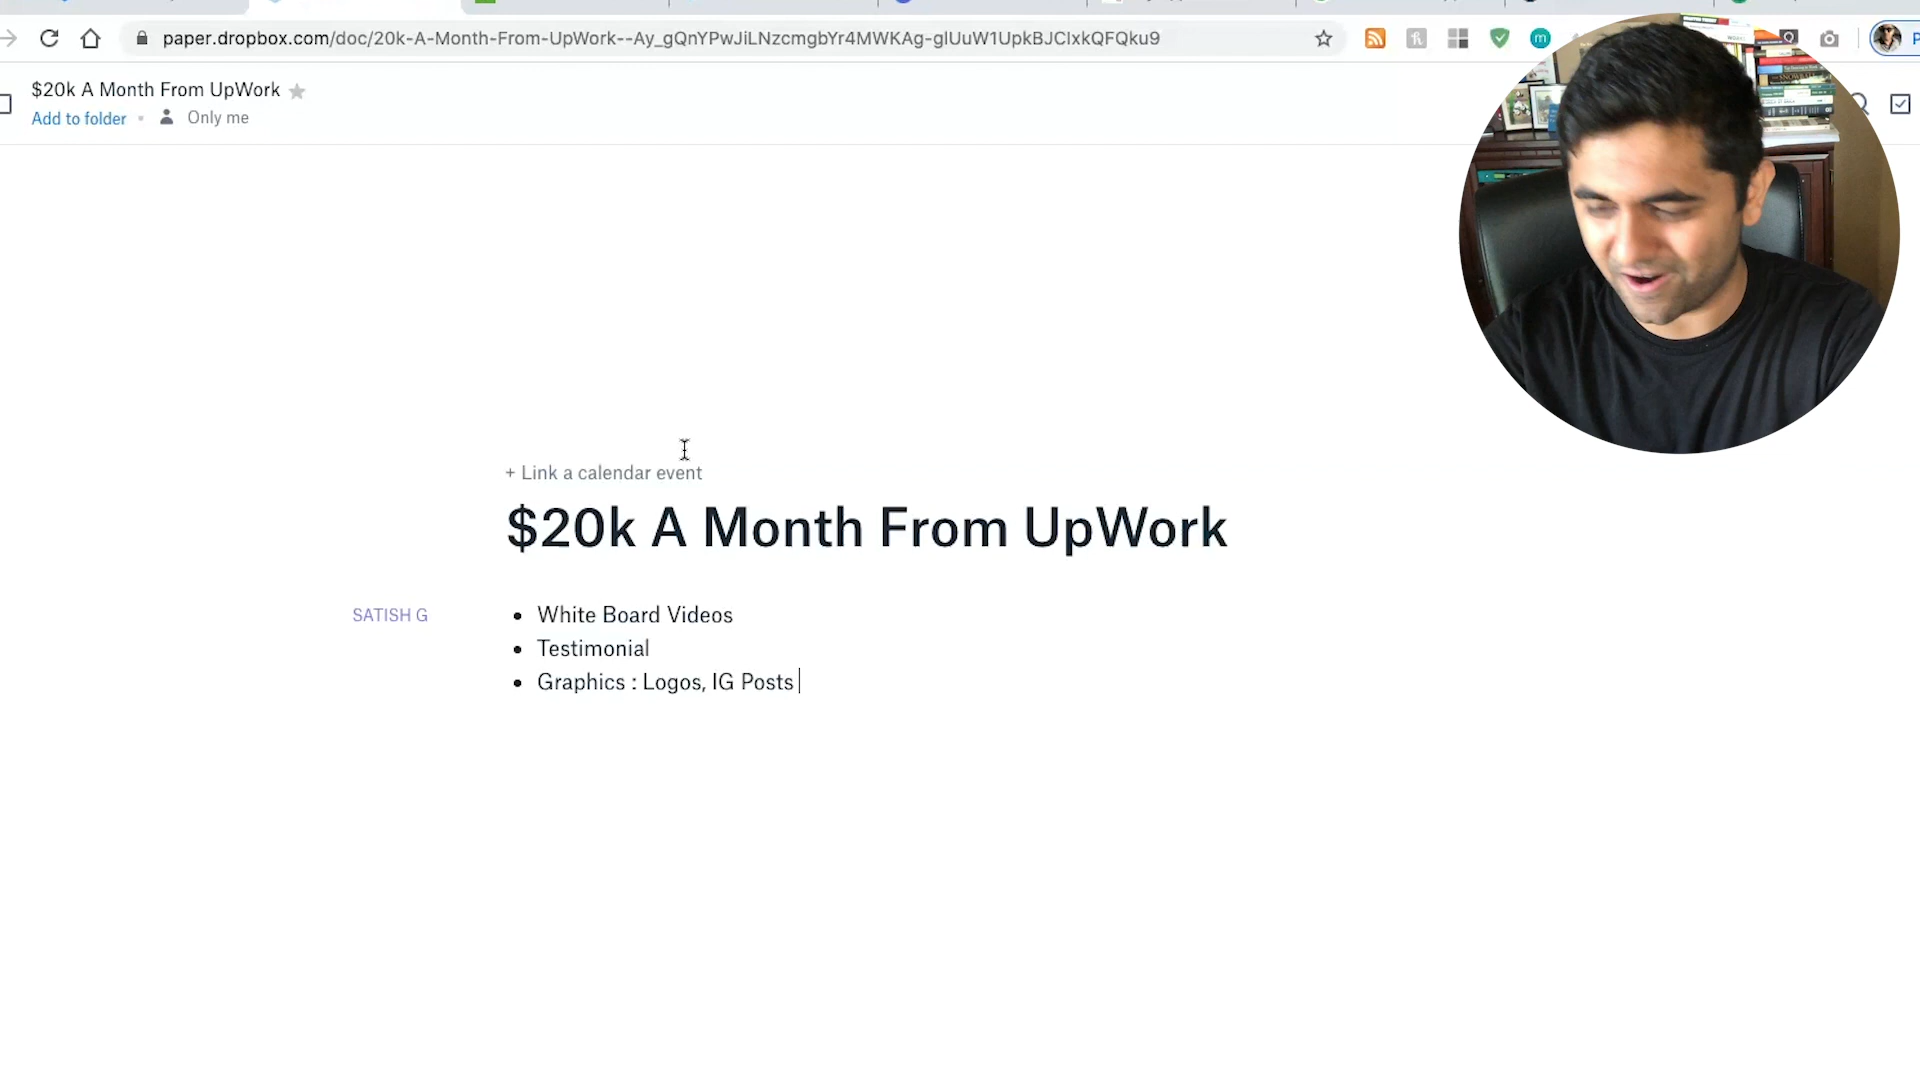 paper.dropbox.com/doc/20k-A-Month-From-UpWork--Ay_gQnYPwJiLNzcmgbYr4MWKAg-glUuW1UpkBJClxkQFQku9
$20k A Month From UpWork
Add to folder
Only me
+ Link a calendar event
$20k A Month From UpWork
SATISH G
• White Board Videos
• Testimonial
• Graphics : Logos, IG Posts